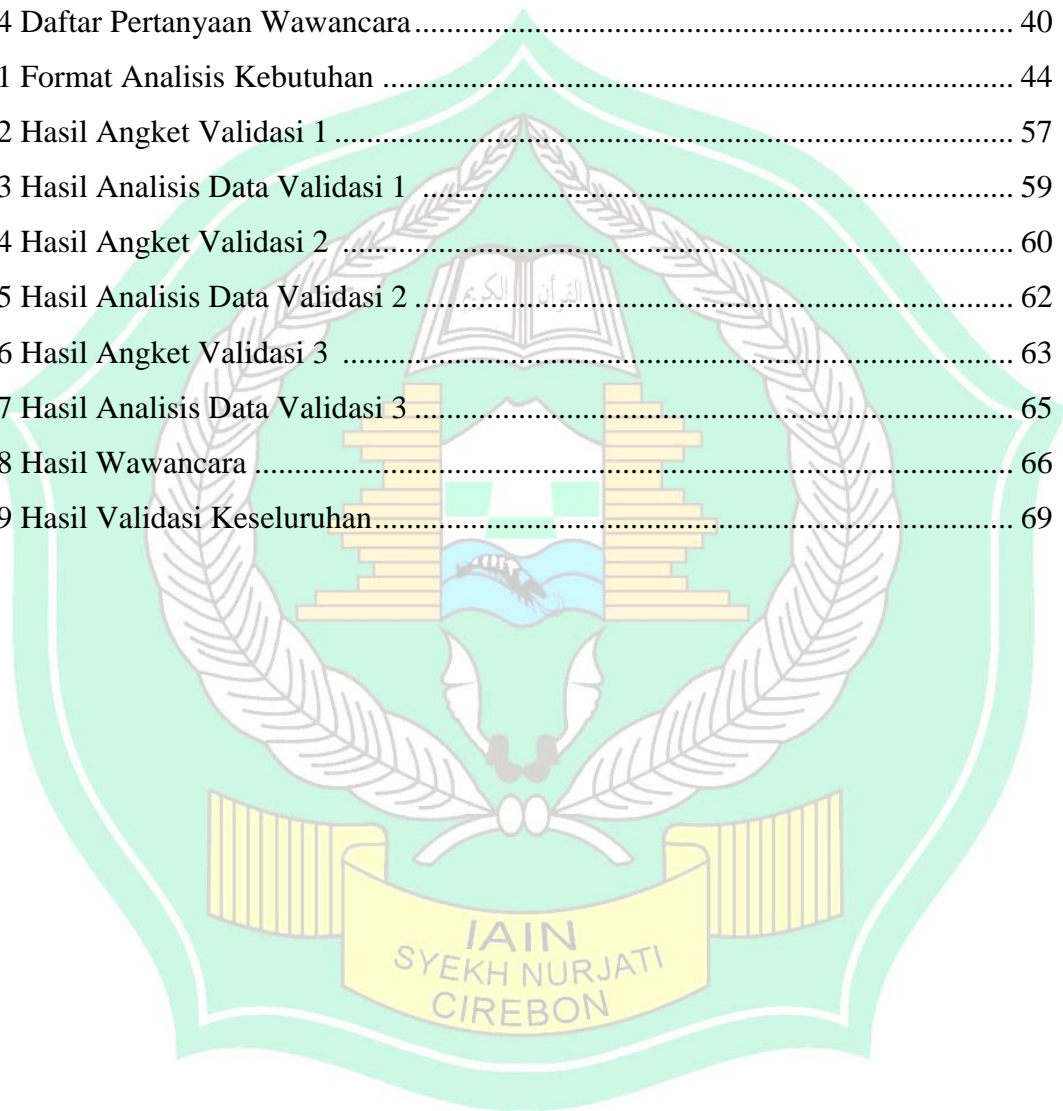 4 Daftar Pertanyaan Wawancara........................................................................... 40
1 Format Analisis Kebutuhan ............................................................................... 44
2 Hasil Angket Validasi 1 ..................................................................................... 57
3 Hasil Analisis Data Validasi 1 .......................................................................... 59
4 Hasil Angket Validasi 2 ..................................................................................... 60
5 Hasil Analisis Data Validasi 2 ........................................................................... 62
6 Hasil Angket Validasi 3 .................................................................................... 63
7 Hasil Analisis Data Validasi 3 ........................................................................... 65
8 Hasil Wawancara ............................................................................................... 66
9 Hasil Validasi Keseluruhan................................................................................ 69
القرآن الكريم
IAIN
SYEKH NURJATI
CIREBON